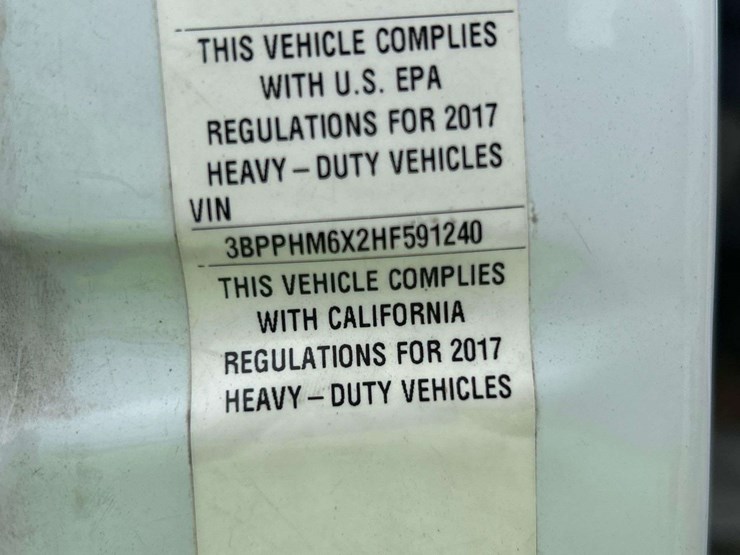 THIS VEHICLE COMPLIES
WITH U.S. EPA
REGULATIONS FOR 2017
HEAVY – DUTY VEHICLES
VIN
3BPPHM6X2HF591240
THIS VEHICLE COMPLIES
WITH CALIFORNIA
REGULATIONS FOR 2017
HEAVY – DUTY VEHICLES